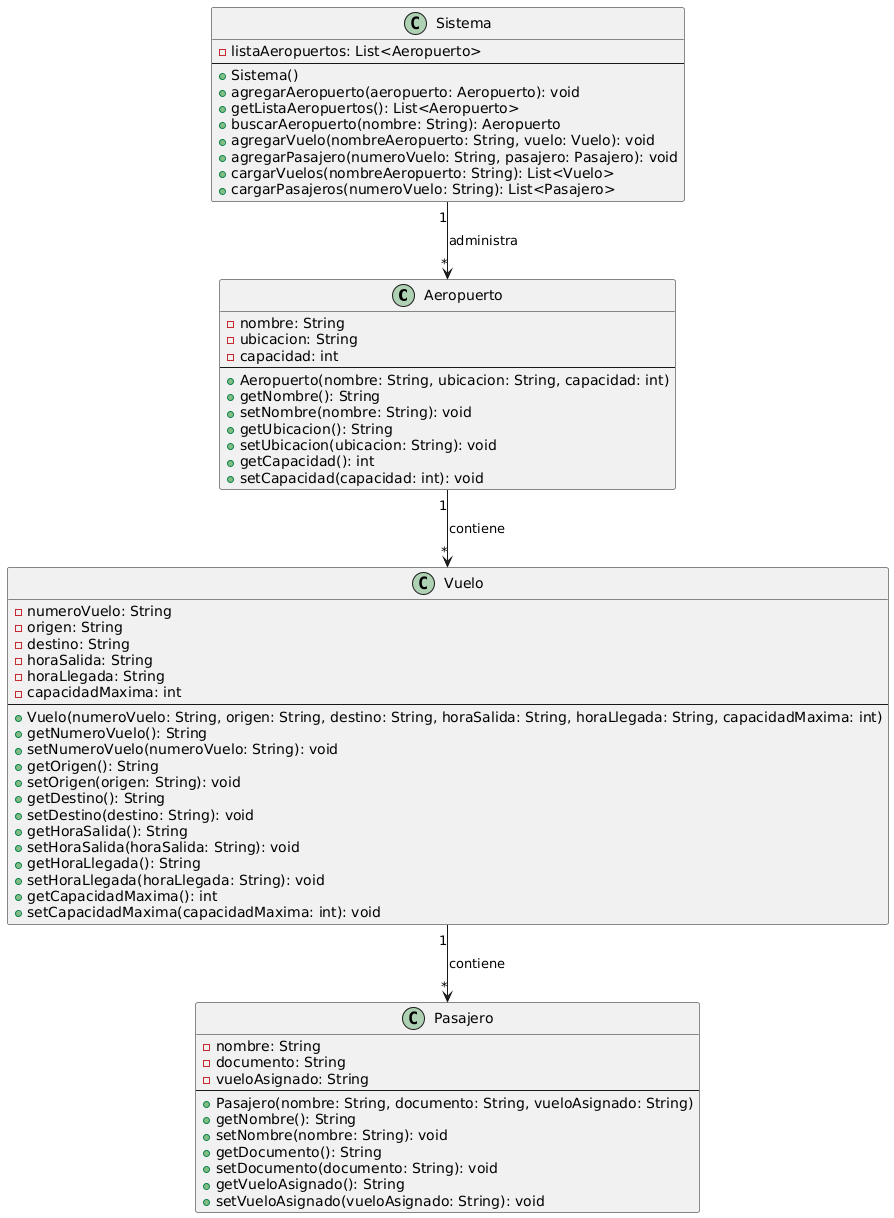 C Sistema
listaAeropuertos: List<Aeropuerto>
Sistema()
agregarAeropuerto(aeropuerto: Aeropuerto): void
getListaAeropuertos(): List<Aeropuerto>
buscarAeropuerto(nombre: String): Aeropuerto
agregarVuelo(nombreAeropuerto: String, vuelo: Vuelo): void
agregarPasajero(numeroVuelo: String, pasajero: Pasajero): void
cargarVuelos(nombreAeropuerto: String): List<Vuelo>
cargarPasajeros(numeroVuelo: String): List<Pasajero>
1
administra
*
C Aeropuerto
nombre: String
ubicacion: String
capacidad: int
Aeropuerto(nombre: String, ubicacion: String, capacidad: int)
getNombre(): String
setNombre(nombre: String): void
getUbicacion(): String
setUbicacion(ubicacion: String): void
getCapacidad(): int
setCapacidad(capacidad: int): void
1
contiene
*
C Vuelo
numeroVuelo: String
origen: String
destino: String
horaSalida: String
horaLlegada: String
capacidadMaxima: int
Vuelo(numeroVuelo: String, origen: String, destino: String, horaSalida: String, horaLlegada: String, capacidadMaxima: int)
getNumeroVuelo(): String
setNumeroVuelo(numeroVuelo: String): void
getOrigen(): String
setOrigen(origen: String): void
getDestino(): String
setDestino(destino: String): void
getHoraSalida(): String
setHoraSalida(horaSalida: String): void
getHoraLlegada(): String
setHoraLlegada(horaLlegada: String): void
getCapacidadMaxima(): int
setCapacidadMaxima(capacidadMaxima: int): void
1
contiene
*
C Pasajero
nombre: String
documento: String
vueloAsignado: String
Pasajero(nombre: String, documento: String, vueloAsignado: String)
getNombre(): String
setNombre(nombre: String): void
getDocumento(): String
setDocumento(documento: String): void
getVueloAsignado(): String
setVueloAsignado(vueloAsignado: String): void